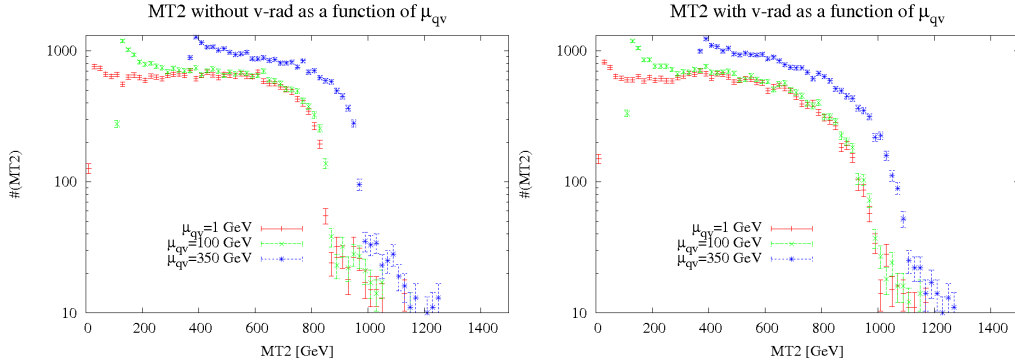 MT2 without v-rad as a function of μqv
#(MT2)
1000
100
10
μqv=1 GeV
μqv=100 GeV
μqv=350 GeV
0 200 400 600 800 1000 1200 1400
MT2 [GeV]
MT2 with v-rad as a function of μqv
#(MT2)
1000
100
10
μqv=1 GeV
μqv=100 GeV
μqv=350 GeV
0 200 400 600 800 1000 1200 1400
MT2 [GeV]